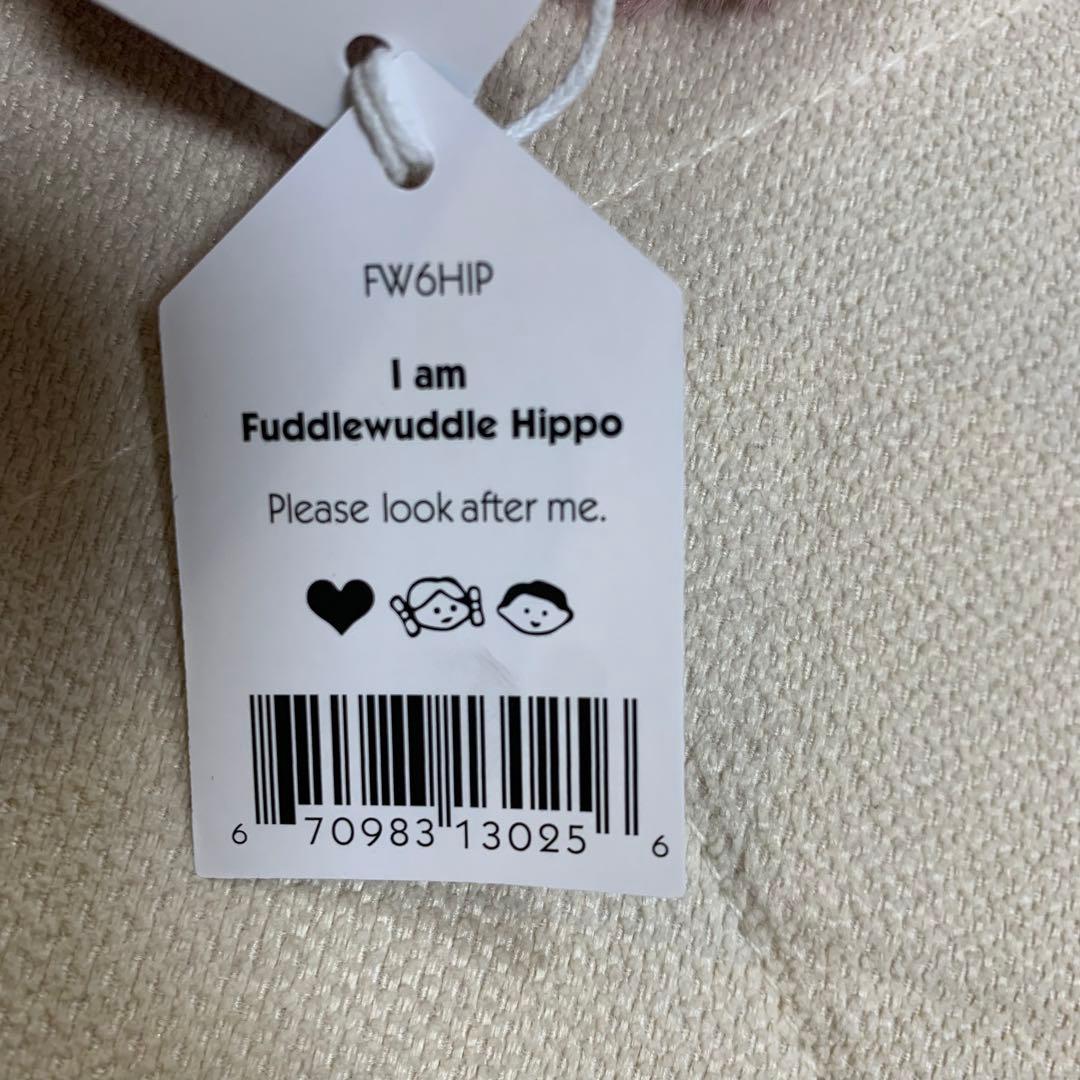 FW6HIP
I am
Fuddlewuddle Hippo
Please look after me.
6 70983 13025 6